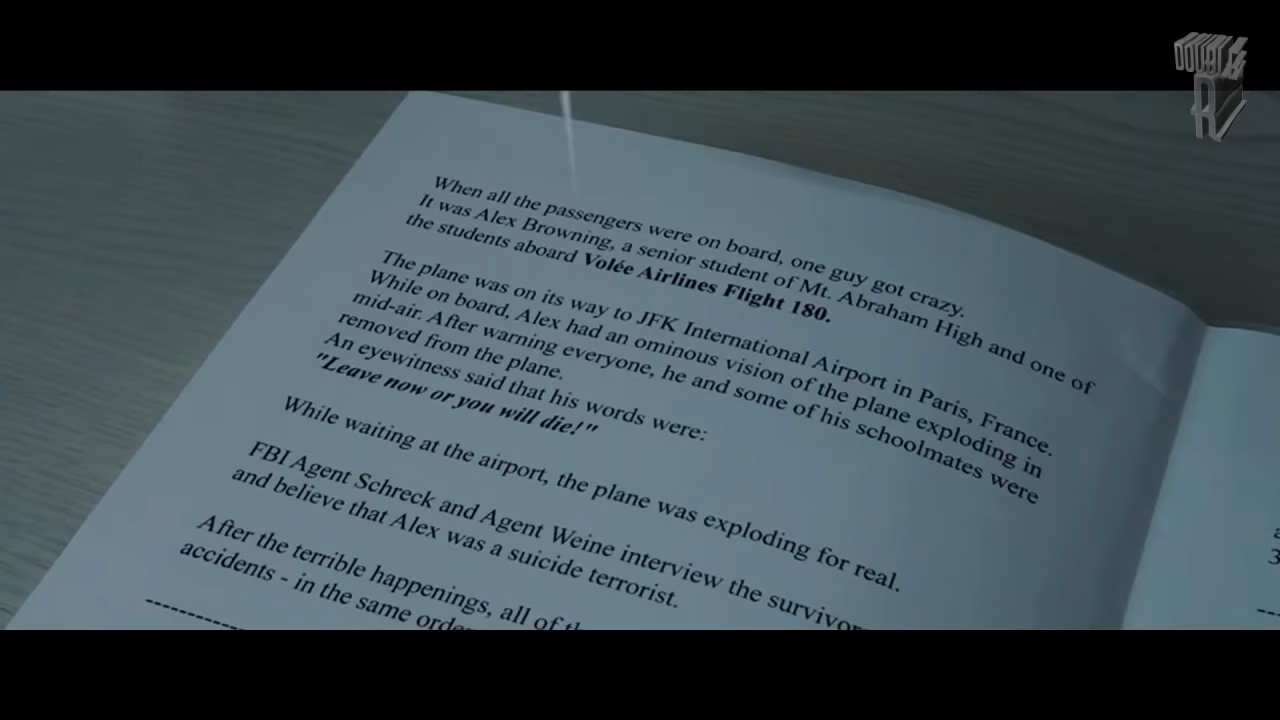 DOUBLE
R
When all the passengers were on board, one guy got crazy.
It was Alex Browning, a senior student of Mt. Abraham High and one of
the students aboard Volée Airlines Flight 180.
The plane was on its way to JFK International Airport in Paris, France.
While on board, Alex had an ominous vision of the plane exploding in
mid-air. After warning everyone, he and some of his schoolmates were
removed from the plane.
An eyewitness said that his words were:
"Leave now or you will die!"
While waiting at the airport, the plane was exploding for real.
FBI Agent Schreck and Agent Weine interview the survivor
and believe that Alex was a suicide terrorist.
After the terrible happenings, all of
accidents - in the same
3